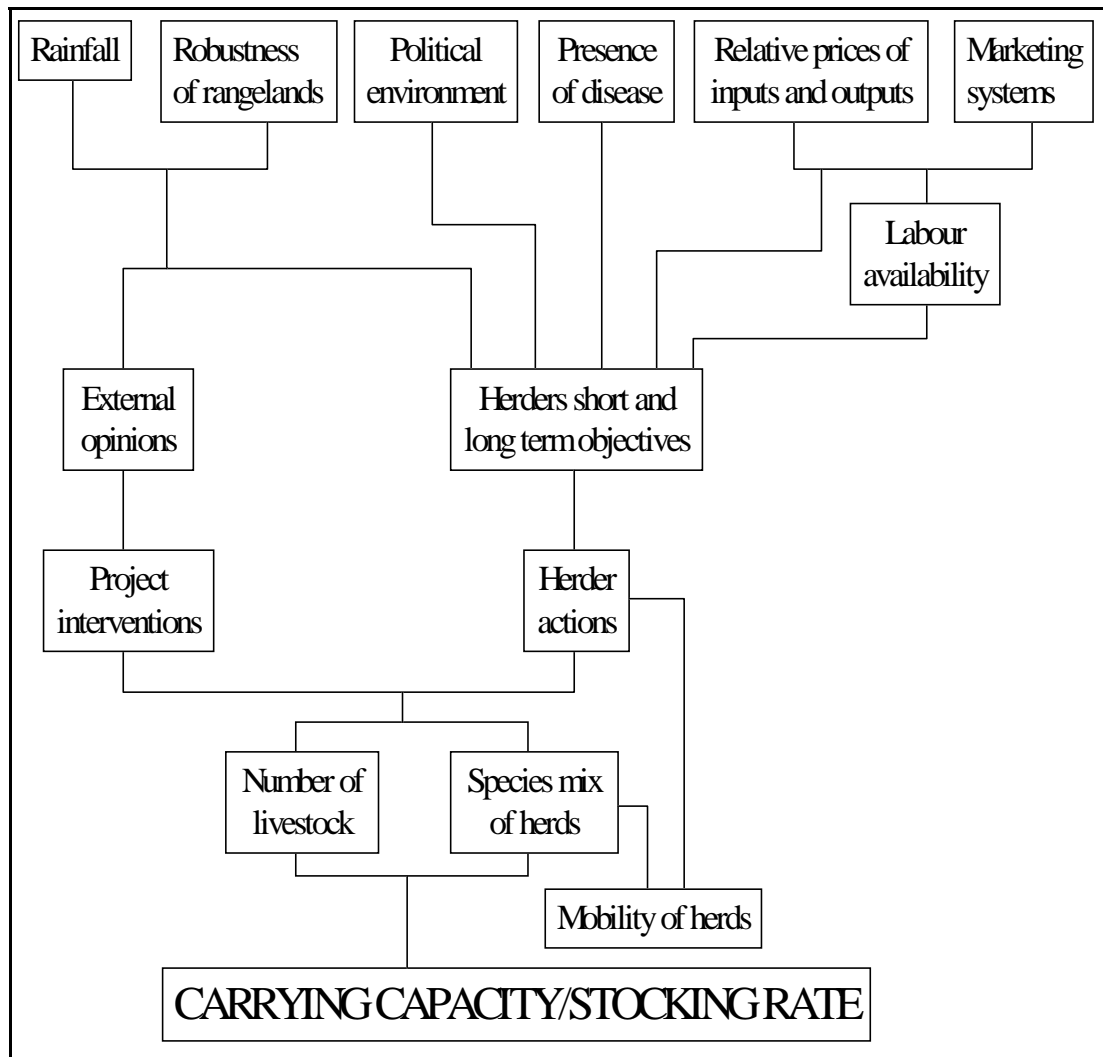 Rainfall
Robustness
of rangelands
Political
environment
Presence
of disease
Relative prices of
inputs and outputs
Marketing
systems
Labour
availability
External
opinions
Herders short and
long term objectives
Project
interventions
Herder
actions
Number of
livestock
Species mix
of herds
Mobility of herds
CARRYING CAPACITY/STOCKING RATE